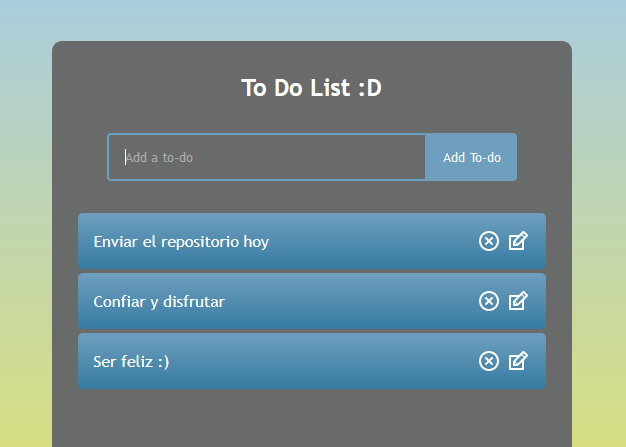 To Do List :D
Add a to-do
Add To-do
Enviar el repositorio hoy
Confiar y disfrutar
Ser feliz :)